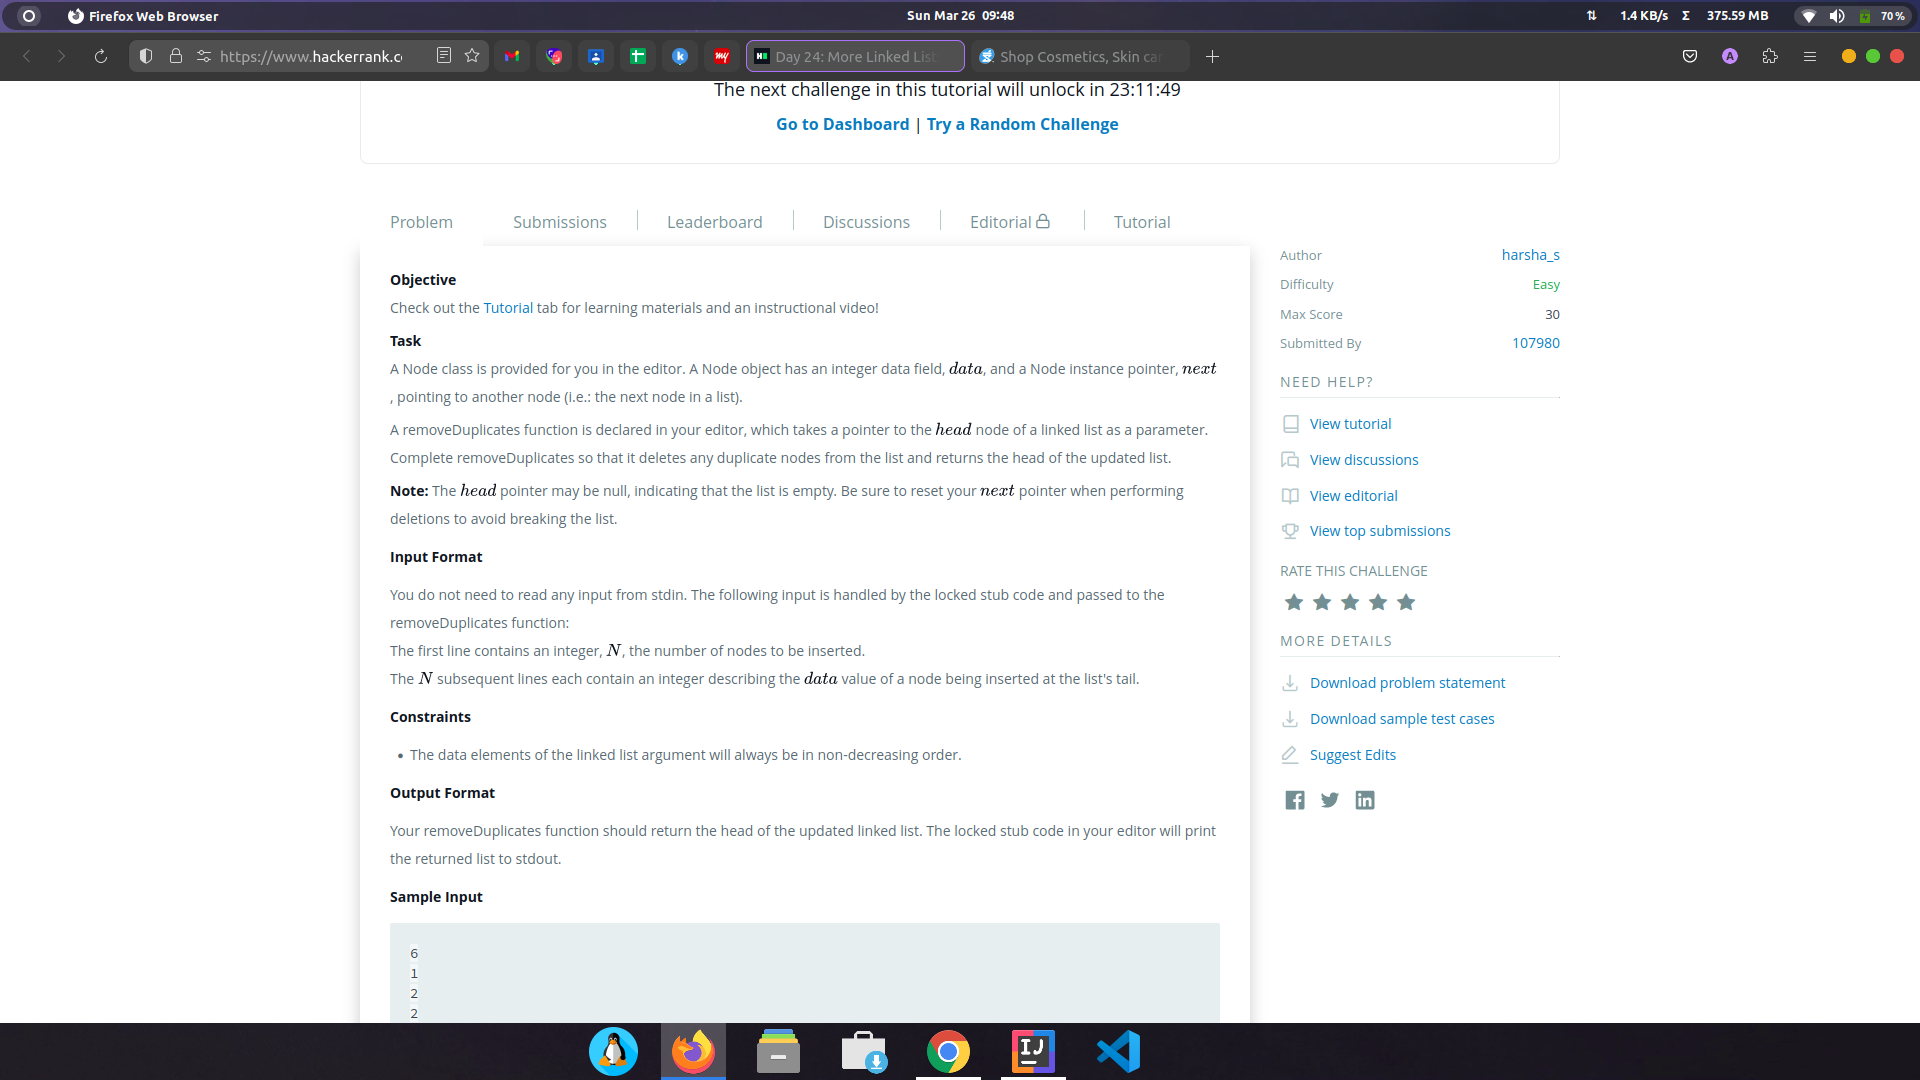 Firefox Web Browser
Sun Mar 26 09:48
1.4 KB/s Σ 375.59 MB
70 %
https://www.hackerrank.c
Day 24: More Linked List
A
Shop Cosmetics, Skin car
The next challenge in this tutorial will unlock in 23:11:49
Go to Dashboard | Try a Random Challenge
Problem
Submissions
Leaderboard
Discussions
Editorial
Tutorial
Objective
Check out the Tutorial tab for learning materials and an instructional video!
Task
A Node class is provided for you in the editor. A Node object has an integer data field, data, and a Node instance pointer, next
, pointing to another node (i.e.: the next node in a list).
A removeDuplicates function is declared in your editor, which takes a pointer to the head node of a linked list as a parameter.
Complete removeDuplicates so that it deletes any duplicate nodes from the list and returns the head of the updated list.
Note: The head pointer may be null, indicating that the list is empty. Be sure to reset your next pointer when performing
deletions to avoid breaking the list.
Input Format
You do not need to read any input from stdin. The following input is handled by the locked stub code and passed to the
removeDuplicates function:
The first line contains an integer, N, the number of nodes to be inserted.
The N subsequent lines each contain an integer describing the data value of a node being inserted at the list's tail.
Constraints
• The data elements of the linked list argument will always be in non-decreasing order.
Output Format
Your removeDuplicates function should return the head of the updated linked list. The locked stub code in your editor will print
the returned list to stdout.
Sample Input
6
1
2
2
Author
harsha_s
Difficulty
Easy
Max Score
30
Submitted By
107980
NEED HELP?
View tutorial
View discussions
View editorial
View top submissions
RATE THIS CHALLENGE
MORE DETAILS
Download problem statement
Download sample test cases
Suggest Edits
IJ